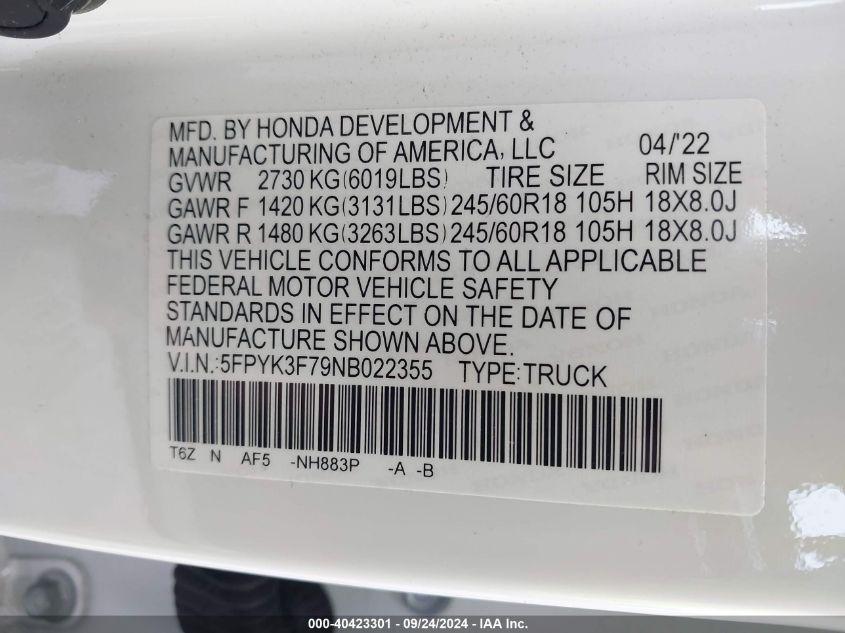 MFD. BY HONDA DEVELOPMENT &
MANUFACTURING OF AMERICA, LLC 04/'22
GVWR 2730 KG(6019LBS) TIRE SIZE RIM SIZE
GAWR F 1420 KG(3131LBS) 245/60R18 105H 18X8.0J
GAWR R 1480 KG(3263LBS) 245/60R18 105H 18X8.0J
THIS VEHICLE CONFORMS TO ALL APPLICABLE
FEDERAL MOTOR VEHICLE SAFETY
STANDARDS IN EFFECT ON THE DATE OF
MANUFACTURE SHOWN ABOVE.
V.I.N.:5FPYK3F79NB022355 TYPE:TRUCK
T6Z N AF5 -NH883P -A -B
000-40423301 - 09/24/2024 - IAA Inc.